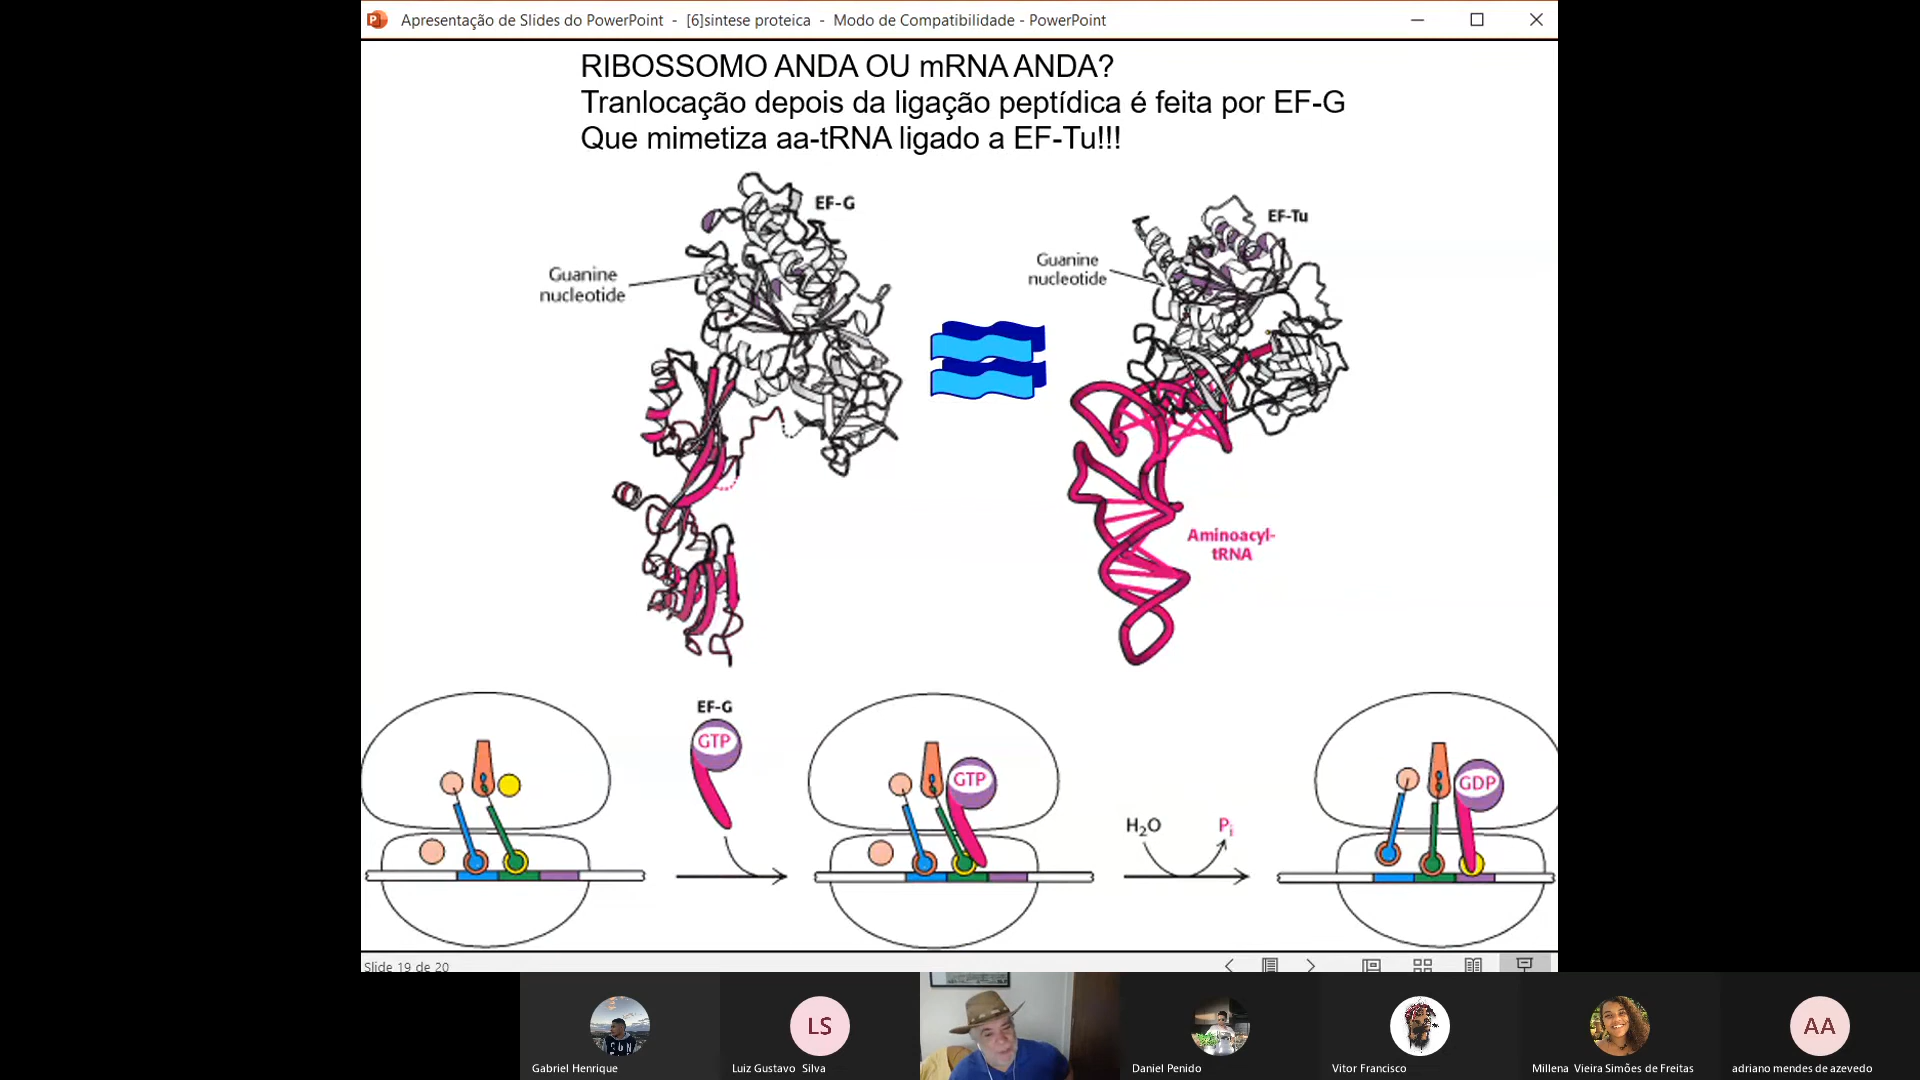 Apresentação de Slides do PowerPoint - [6]sintese proteica - Modo de Compatibilidade - PowerPoint
RIBOSSOMO ANDA OU mRNA ANDA?
Tranlocação depois da ligação peptídica é feita por EF-G
Que mimetiza aa-tRNA ligado a EF-Tu!!!
EF-G
Guanine
nucleotide
EF-Tu
Guanine
nucleotide
Aminoacyl-
tRNA
EF-G
GTP
GTP
H2O
Pi
GDP
Slide 19 de 20
LS
AA
Gabriel Henrique
Luiz Gustavo Silva
Daniel Penido
Vitor Francisco
Millena Vieira Simões de Freitas
adriano mendes de azevedo